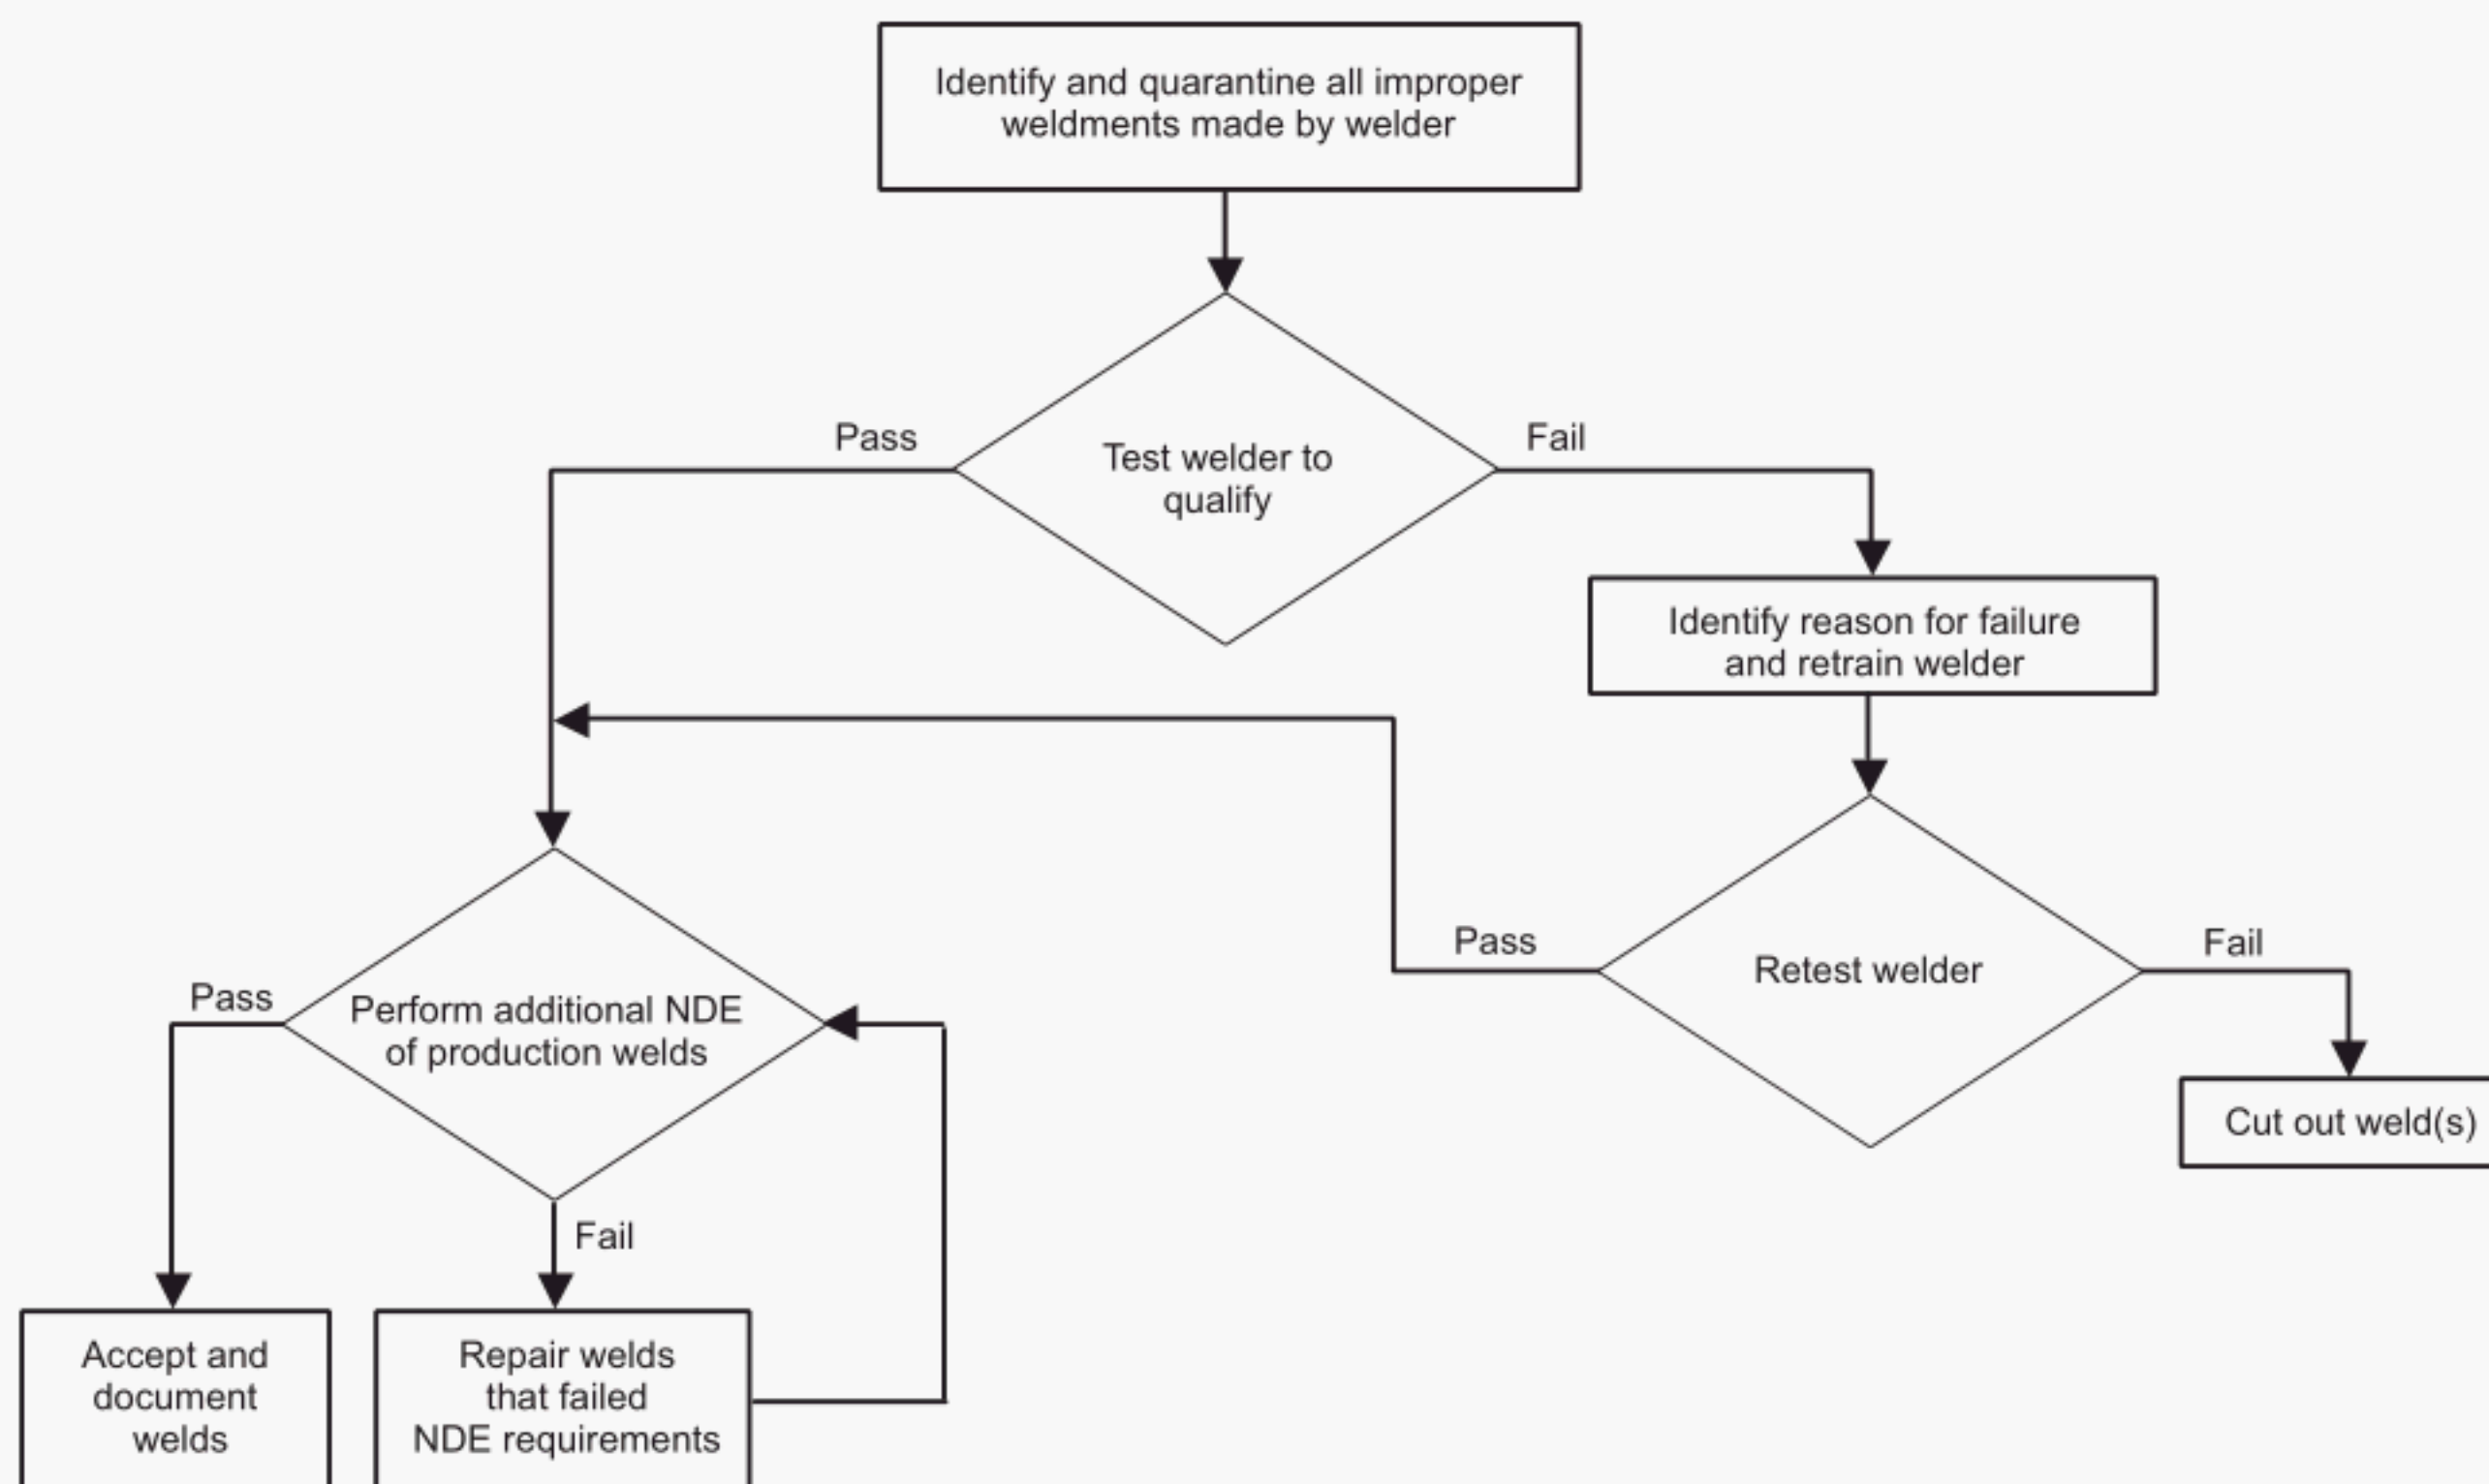 Identify and quarantine all improper
weldments made by welder
Pass
Fail
Test welder to
qualify
Identify reason for failure
and retrain welder
Pass
Fail
Retest welder
Pass
Perform additional NDE
of production welds
Cut out weld(s)
Fail
Accept and
document
welds
Repair welds
that failed
NDE requirements